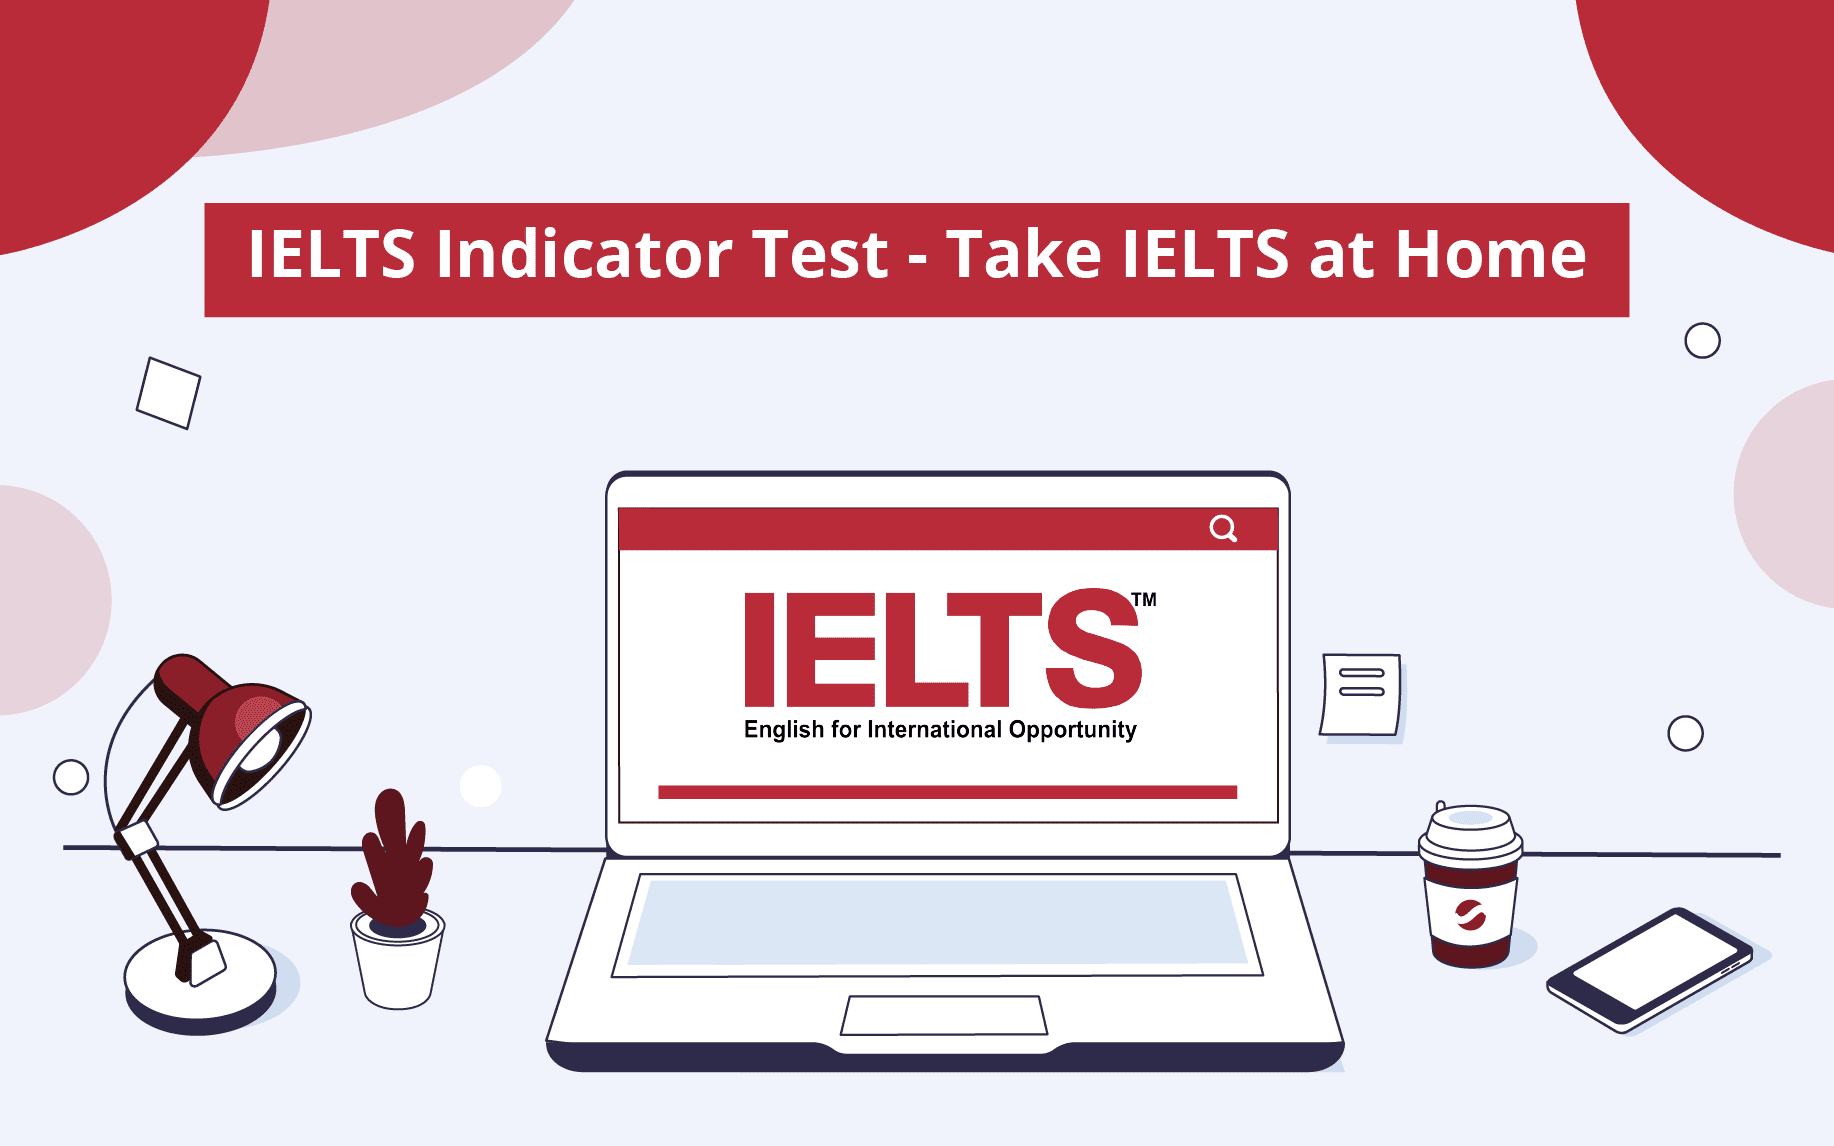 IELTS Indicator Test - Take IELTS at Home
IELTS™
English for International Opportunity